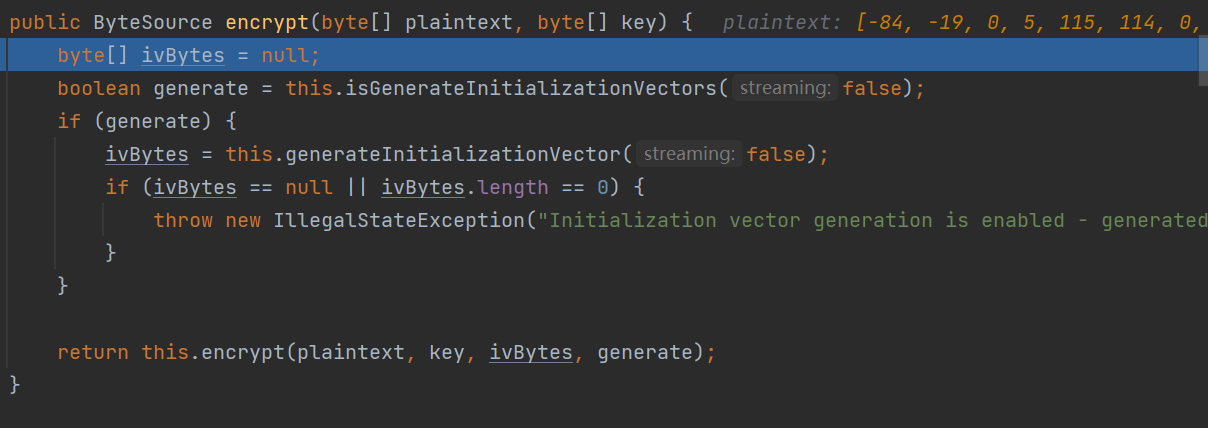 public ByteSource encrypt(byte[] plaintext, byte[] key) {   plaintext: [-84, -19, 0, 5, 115, 114, 0,
    byte[] ivBytes = null;
    boolean generate = this.isGenerateInitializationVectors( streaming: false);
    if (generate) {
        ivBytes = this.generateInitializationVector( streaming: false);
        if (ivBytes == null || ivBytes.length == 0) {
            throw new IllegalStateException("Initialization vector generation is enabled - generated
        }
    }

    return this.encrypt(plaintext, key, ivBytes, generate);
}